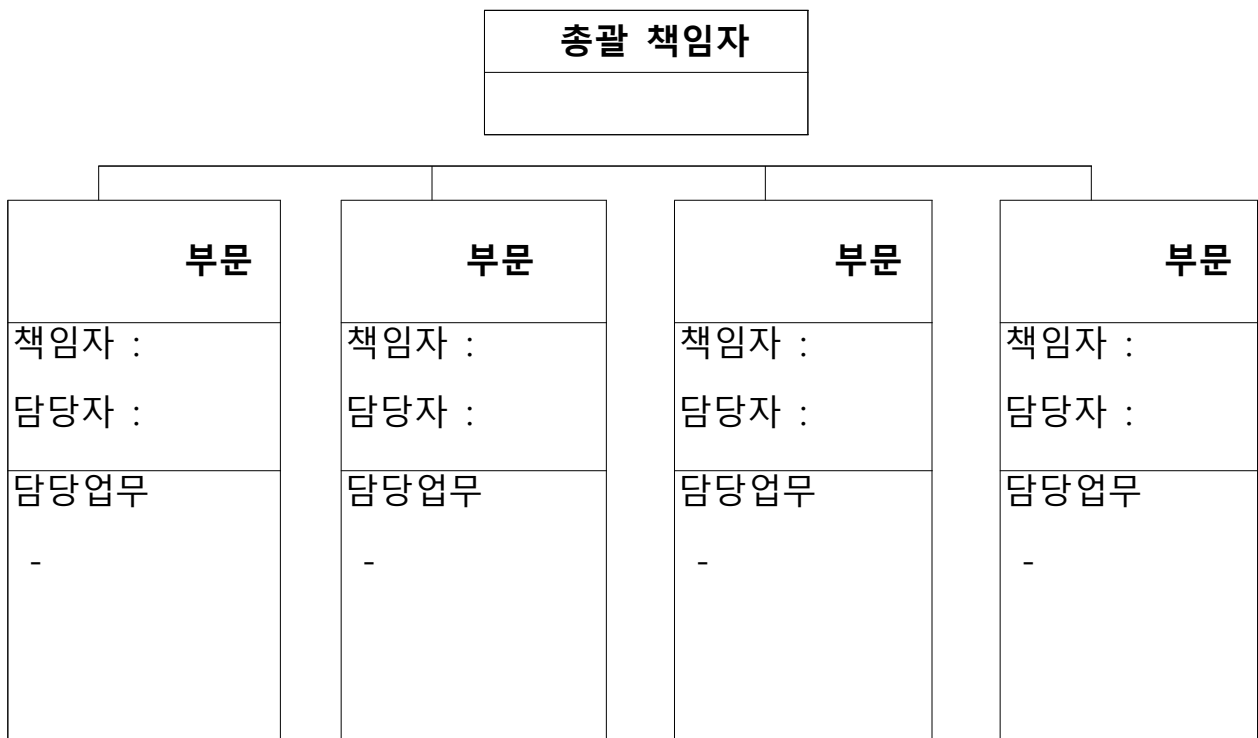 총괄 책임자
부문
책임자 :
담당자 :
담당업무
-
부문
책임자 :
담당자 :
담당업무
-
부문
책임자 :
담당자 :
담당업무
-
부문
책임자 :
담당자 :
담당업무
-